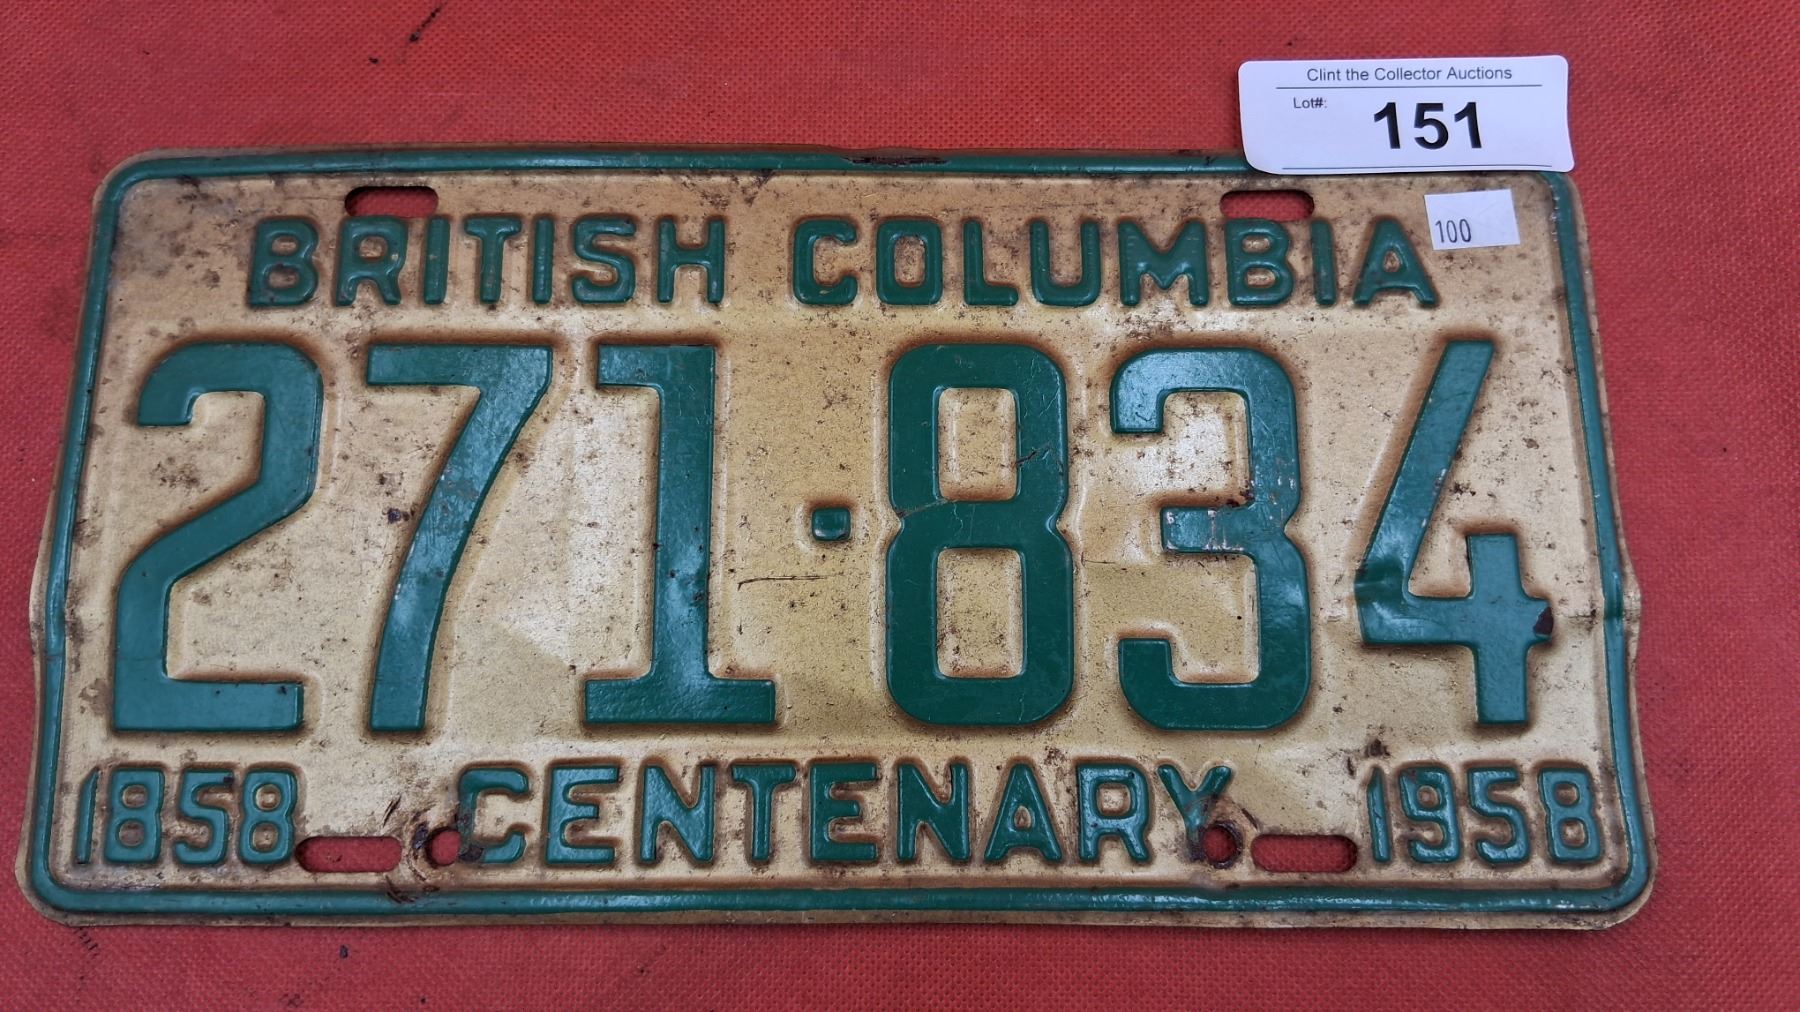 Clint the Collector Auctions
Lot#: 151
100
BRITISH COLUMBIA
271·834
1858 CENTENARY 1958